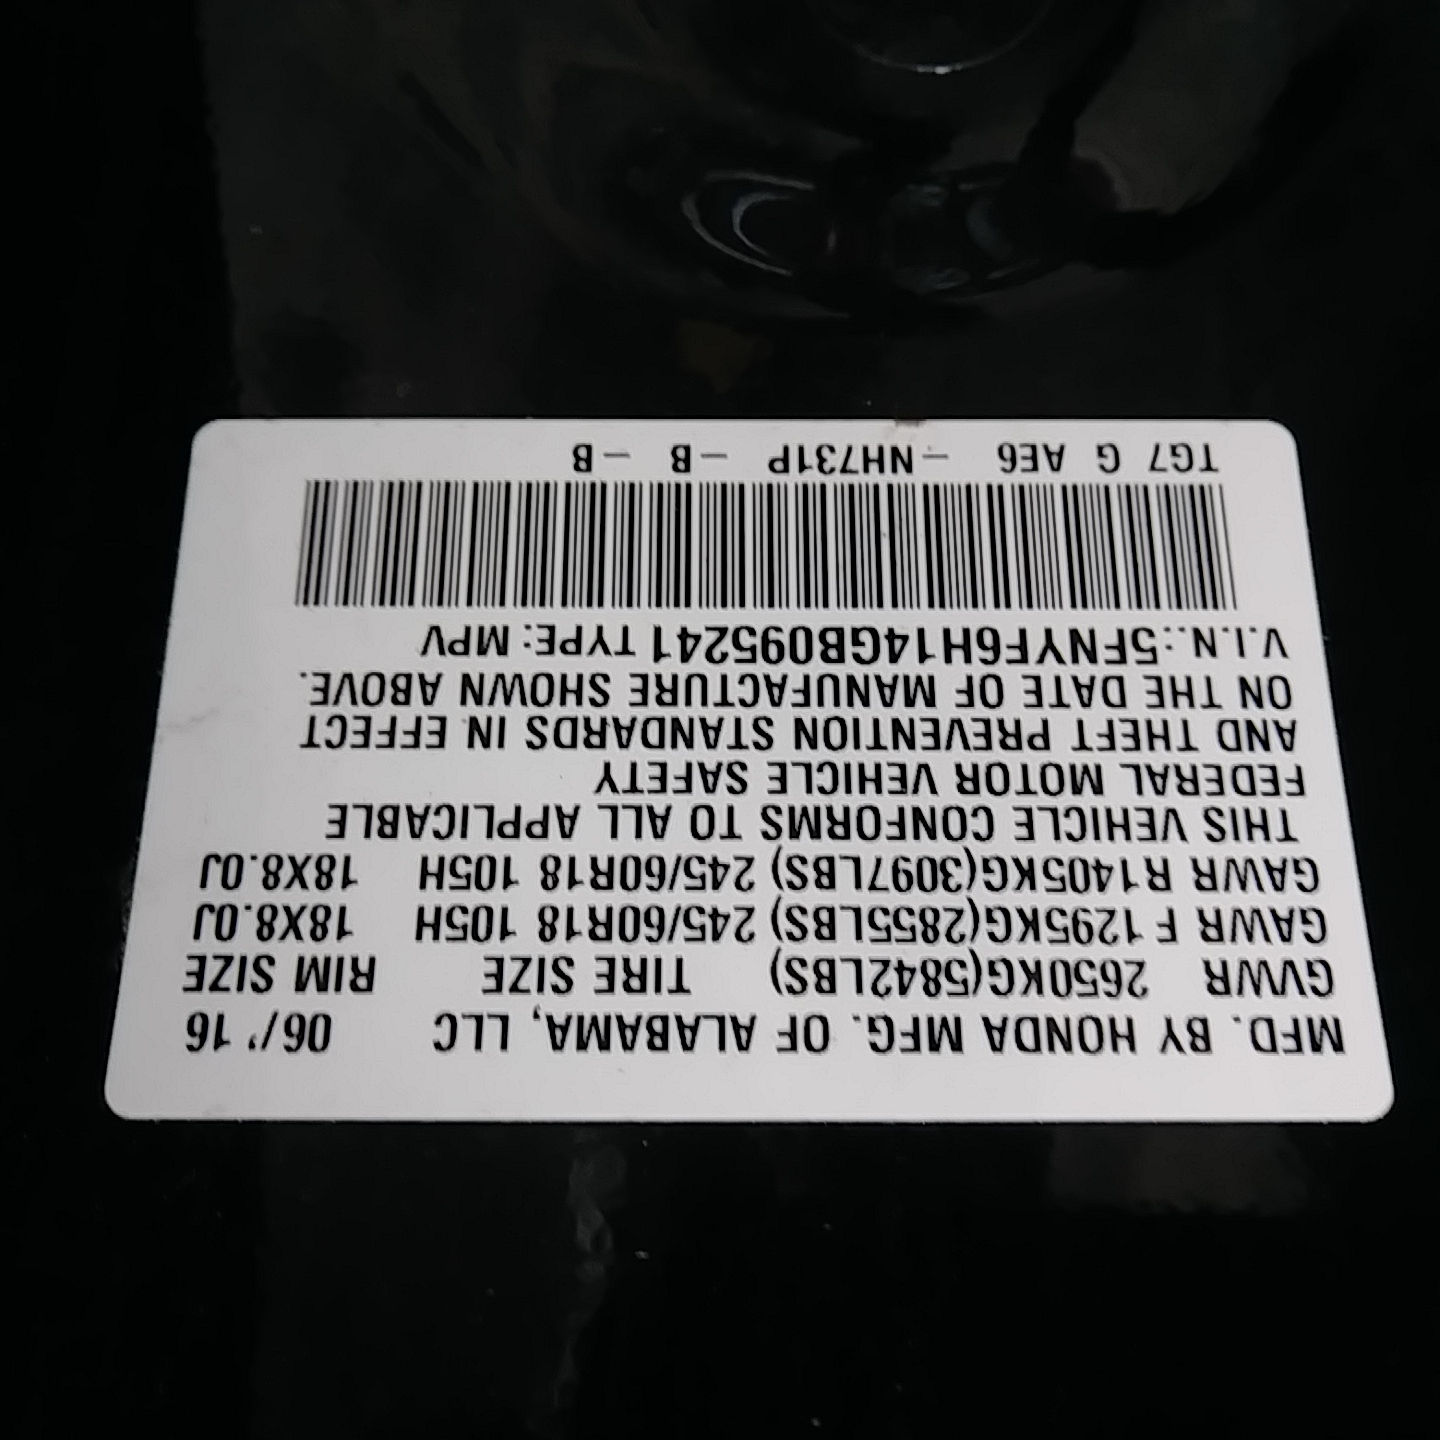 MFD. BY HONDA MFG. OF ALABAMA, LLC 06/'16
GVWR 2650KG(5842LBS) TIRE SIZE RIM SIZE
GAWR F 1295KG(2855LBS) 245/60R18 105H 18X8.0J
GAWR R1405KG(3097LBS) 245/60R18 105H 18X8.0J
THIS VEHICLE CONFORMS TO ALL APPLICABLE
FEDERAL MOTOR VEHICLE SAFETY
AND THEFT PREVENTION STANDARDS IN EFFECT
ON THE DATE OF MANUFACTURE SHOWN ABOVE.
V.I.N.:5FNYF6H14GB095241 TYPE: MPV
TG7 G AE6 -NH731P -B -B